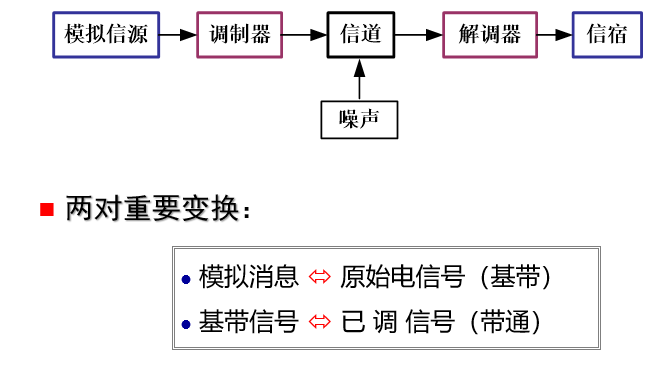 模拟信源 调制器 信道 解调器 信宿
噪声
两对重要变换：
模拟消息 ⬄ 原始电信号（基带）
基带信号 ⬄ 已 调 信号（带通）